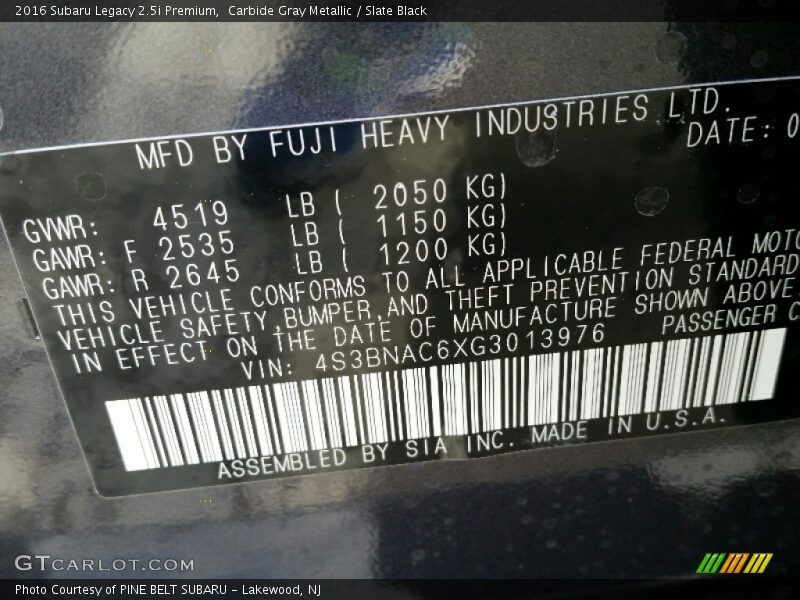 2016 Subaru Legacy 2.5i Premium,  Carbide Gray Metallic / Slate Black
MFD BY FUJI HEAVY INDUSTRIES LTD.
DATE: 0
GVWR: 4519 LB ( 2050 KG)
GAWR: F 2535 LB ( 1150 KG)
GAWR: R 2645 LB ( 1200 KG)
THIS VEHICLE CONFORMS TO ALL APPLICABLE FEDERAL MOTO
VEHICLE SAFETY,BUMPER,AND THEFT PREVENTION STANDARD
IN EFFECT ON THE DATE OF MANUFACTURE SHOWN ABOVE
VIN: 4S3BNAC6XG3013976 PASSENGER C
ASSEMBLED BY SIA INC. MADE IN U.S.A.
GTCARLOT.COM
Photo Courtesy of PINE BELT SUBARU - Lakewood, NJ